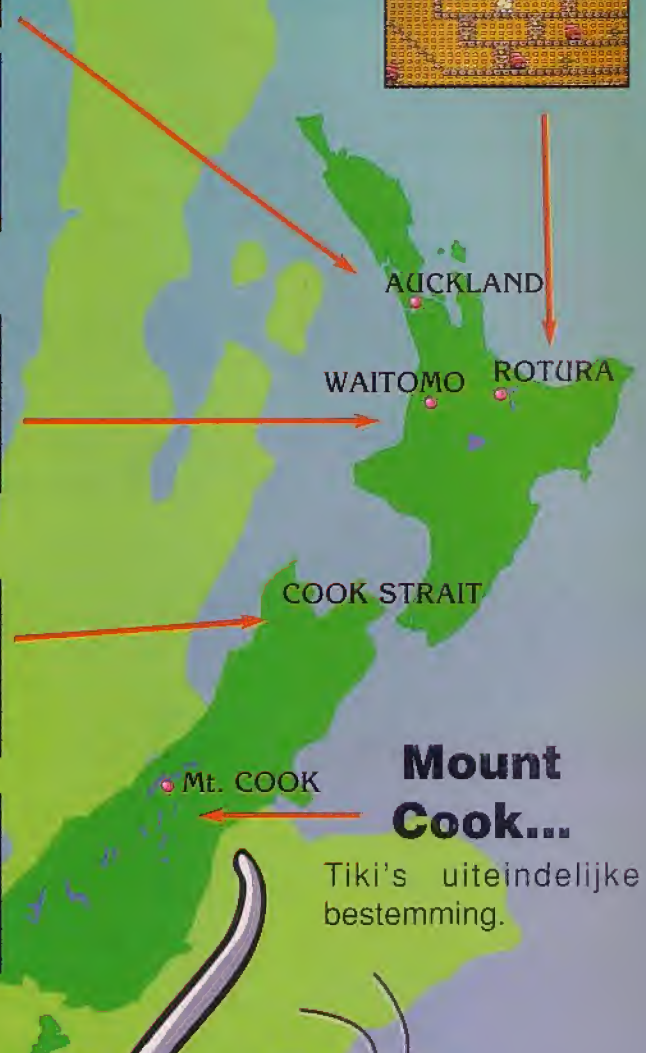 AUCKLAND
WAITOMO
ROTURA
COOK STRAIT
Mt. COOK
Mount
Cook...
Tiki's uiteindelijke
bestemming.